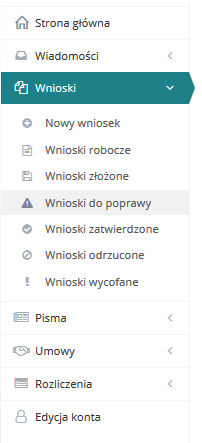 Strona główna
Wiadomości
Wnioski
Nowy wniosek
Wnioski robocze
Wnioski złożone
Wnioski do poprawy
Wnioski zatwierdzone
Wnioski odrzucone
Wnioski wycofane
Pisma
Umowy
Rozliczenia
Edycja konta